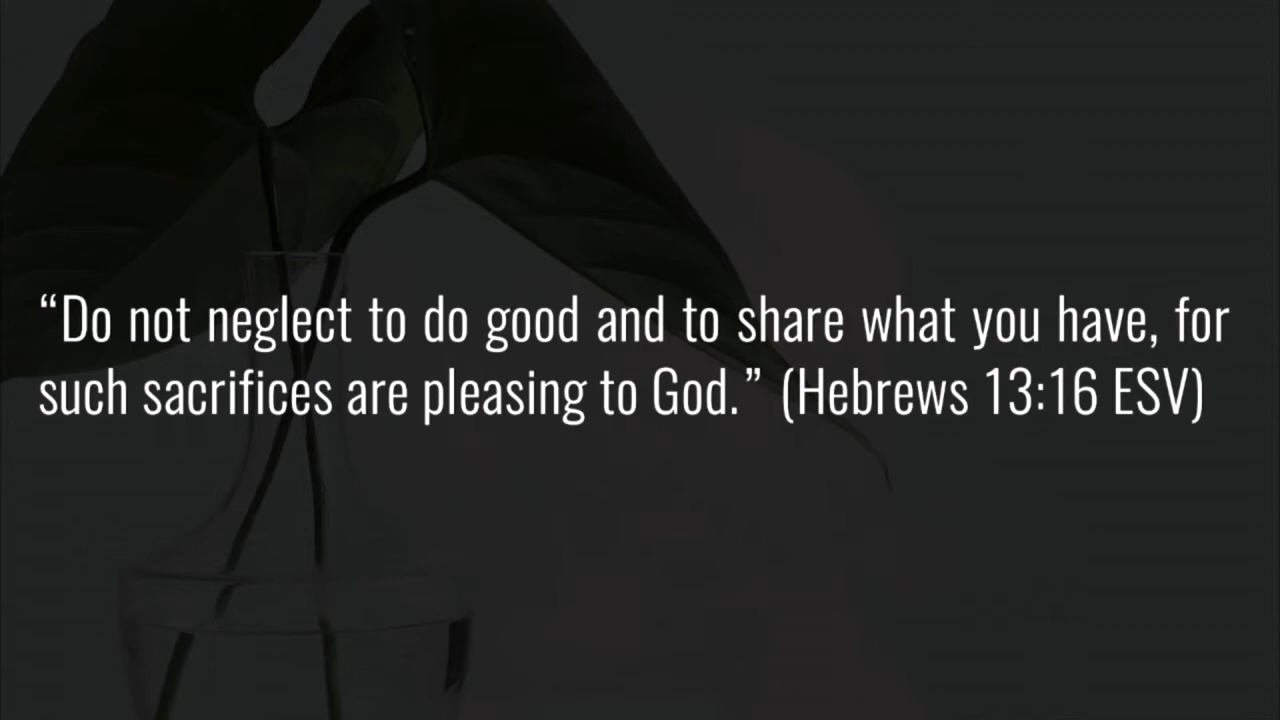 “Do not neglect to do good and to share what you have, for
such sacrifices are pleasing to God.” (Hebrews 13:16 ESV)